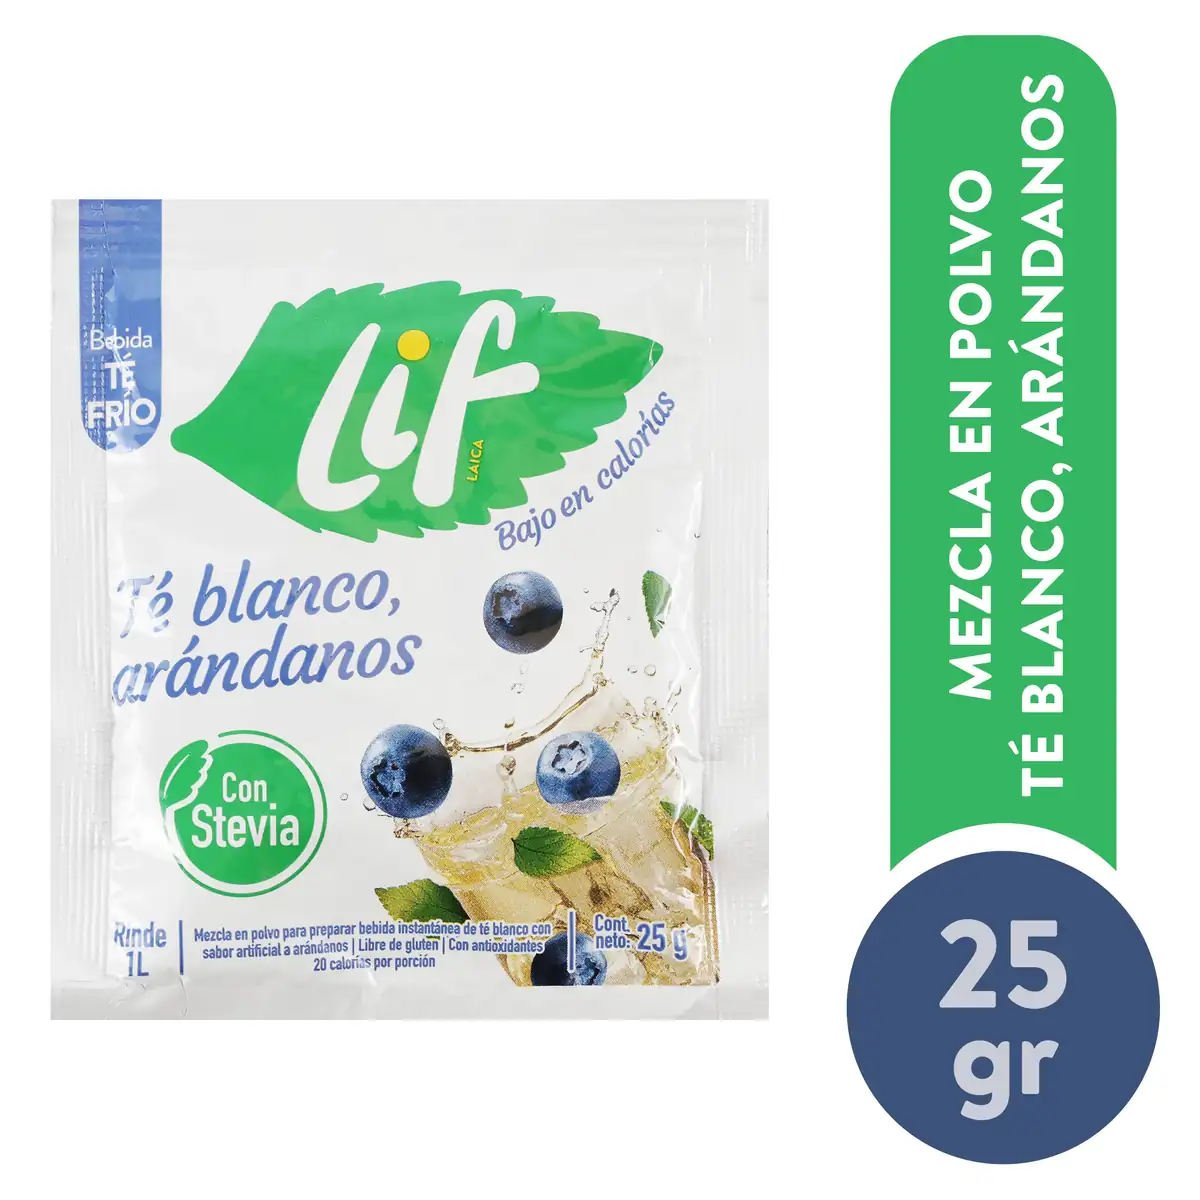 Bebida
TÉ
FRÍO
Lif
LAICA
Bajo en calorías
Té blanco,
arándanos
Con
Stevia
Rinde
1L
Mezcla en polvo para preparar bebida instantánea de té blanco con
sabor artificial a arándanos | Libre de gluten | Con antioxidantes
20 calorías por porción
Cont.
neto: 25 g
MEZCLA EN POLVO
TÉ BLANCO, ARÁNDANOS
25
gr